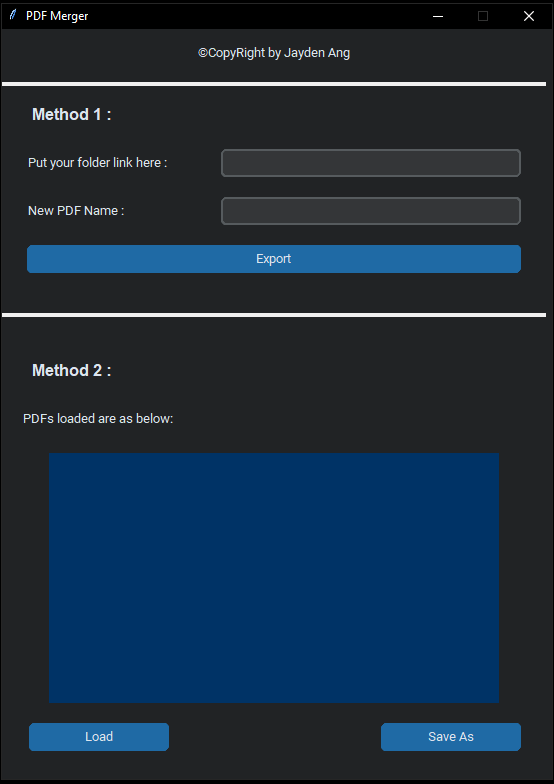 PDF Merger
©CopyRight by Jayden Ang
Method 1 :
Put your folder link here :
New PDF Name :
Export
Method 2 :
PDFs loaded are as below:
Load
Save As